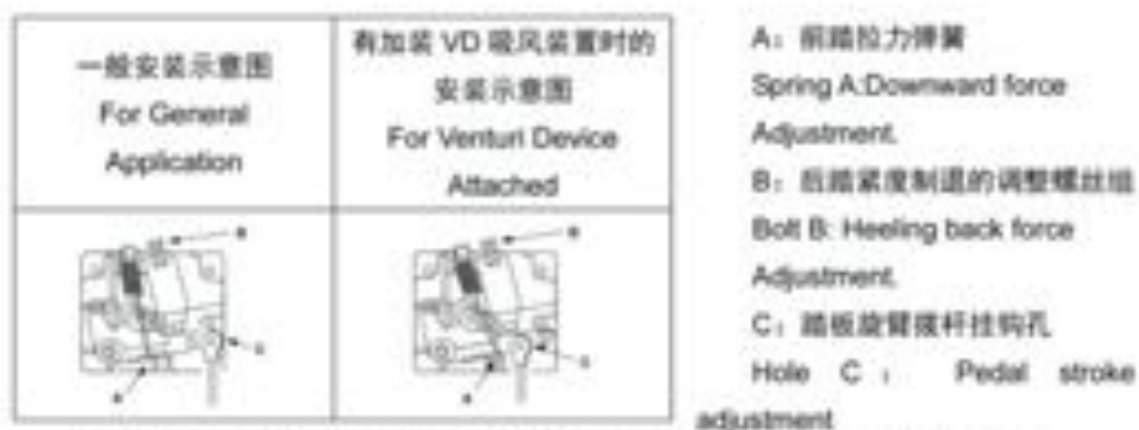 一般安装示意图
For General
Application
有加装 VD 吸风装置时的
安装示意图
For Venturi Device
Attached
B
C
A
B
C
A
A：前踏拉力弹簧
Spring A:Downward force
Adjustment.
B：后踏紧度制退的调整螺丝组
Bolt B: Heeling back force
Adjustment.
C：踏板旋臂拨杆挂钩孔
Hole C ： Pedal stroke
adjustment